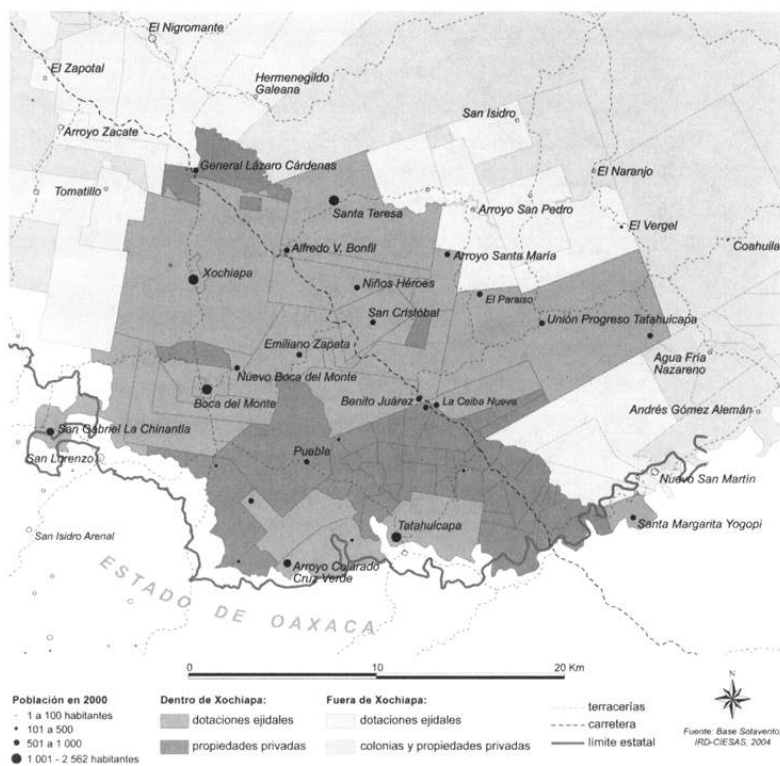 El Nigromante
El Zapotal
Hermenegildo
Galeana
San Isidro
Arroyo Zacate
General Lázaro Cárdenas
El Naranjo
Tomatillo
Santa Teresa
Arroyo San Pedro
El Vergel
Coahuila
Alfredo V. Bonfil
Arroyo Santa María
Xochiapa
Niños Héroes
El Paraiso
San Cristóbal
Unión Progreso Tatahuicapa
Emiliano Zapata
Agua Fría
Nazareno
Nuevo Boca del Monte
Boca del Monte
Benito Juárez
La Ceiba Nueva
Andrés Gómez Alemán
San Gabriel La Chinantla
Puebla
San Lorenzo
Nuevo San Martín
Tatahuicapa
Santa Margarita Yogopi
San Isidro Arenal
Arroyo Colorado
Cruz Verde
ESTADO DE OAXACA
0 10 20 Km
Población en 2000
1 a 100 habitantes
101 a 500
501 a 1 000
1 001 - 2 562 habitantes
Dentro de Xochiapa:
dotaciones ejidales
propiedades privadas
Fuera de Xochiapa:
dotaciones ejidales
colonias y propiedades privadas
terracerías
carretera
limite estatal
N
Fuente: Base Sotavento,
IRD-CIESAS, 2004